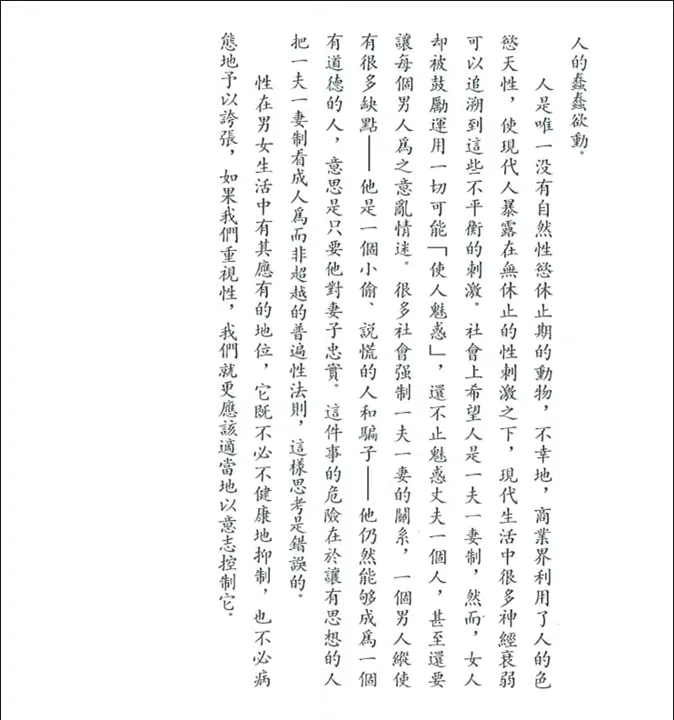 人的蠢蠢欲動。
人是唯一没有自然性慾休止期的動物，不幸地，商業界利用了人的色
慾天性，使現代人暴露在無休止的性刺激之下，現代生活中很多神經衰弱
可以追溯到這些不平衡的刺激。社會上希望人是一夫一妻制，然而，女人
却被鼓勵運用一切可能「使人魅惑」，還不止魅惑丈夫一個人，甚至還要
讓每個男人爲之意亂情迷。很多社會强制一夫一妻的關系，一個男人縱使
有很多缺點——他是一個小偷、説慌的人和騙子——他仍然能够成爲一個
有道德的人，意思是只要他對妻子忠實。這件事的危險在於讓有思想的人
把一夫一妻制看成人爲而非超越的普遍性法則，這樣思考是錯誤的。
性在男女生活中有其應有的地位，它既不必不健康地抑制，也不必病
態地予以誇張，如果我們重視性，我們就更應該適當地以意志控制它。